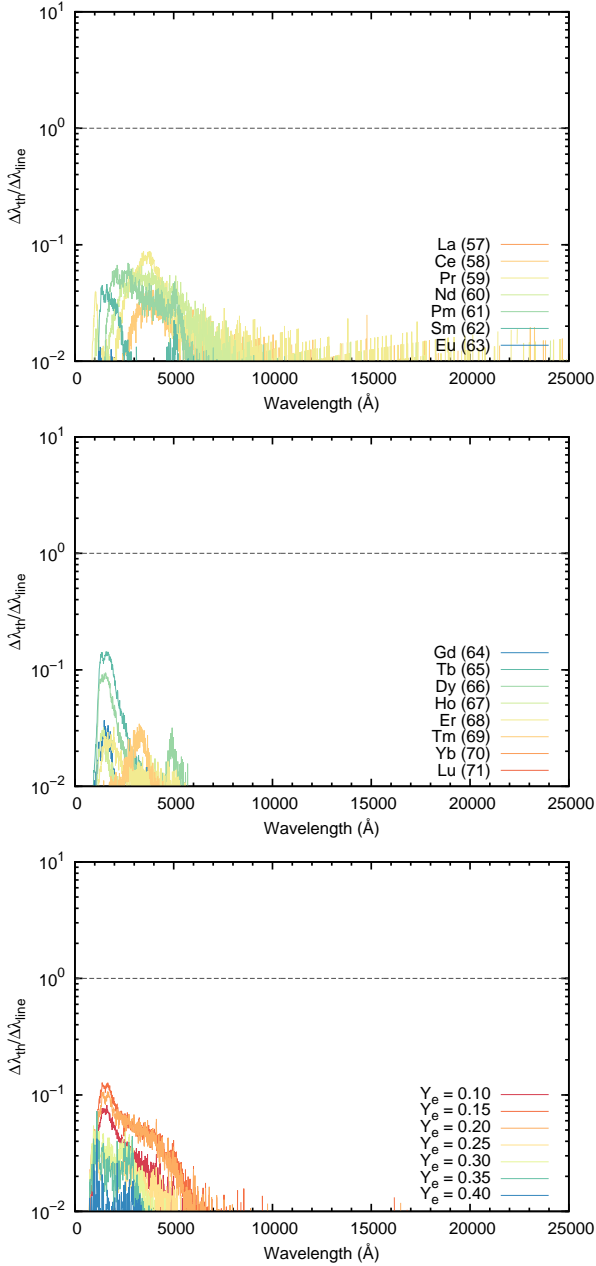 10^1
10^0
10^−1
10^−2
Δλ_th/Δλ_line
La (57)
Ce (58)
Pr (59)
Nd (60)
Pm (61)
Sm (62)
Eu (63)
0 5000 10000 15000 20000 25000
Wavelength (Å)
10^1
10^0
10^−1
10^−2
Δλ_th/Δλ_line
Gd (64)
Tb (65)
Dy (66)
Ho (67)
Er (68)
Tm (69)
Yb (70)
Lu (71)
0 5000 10000 15000 20000 25000
Wavelength (Å)
10^1
10^0
10^−1
10^−2
Δλ_th/Δλ_line
Y_e = 0.10
Y_e = 0.15
Y_e = 0.20
Y_e = 0.25
Y_e = 0.30
Y_e = 0.35
Y_e = 0.40
0 5000 10000 15000 20000 25000
Wavelength (Å)